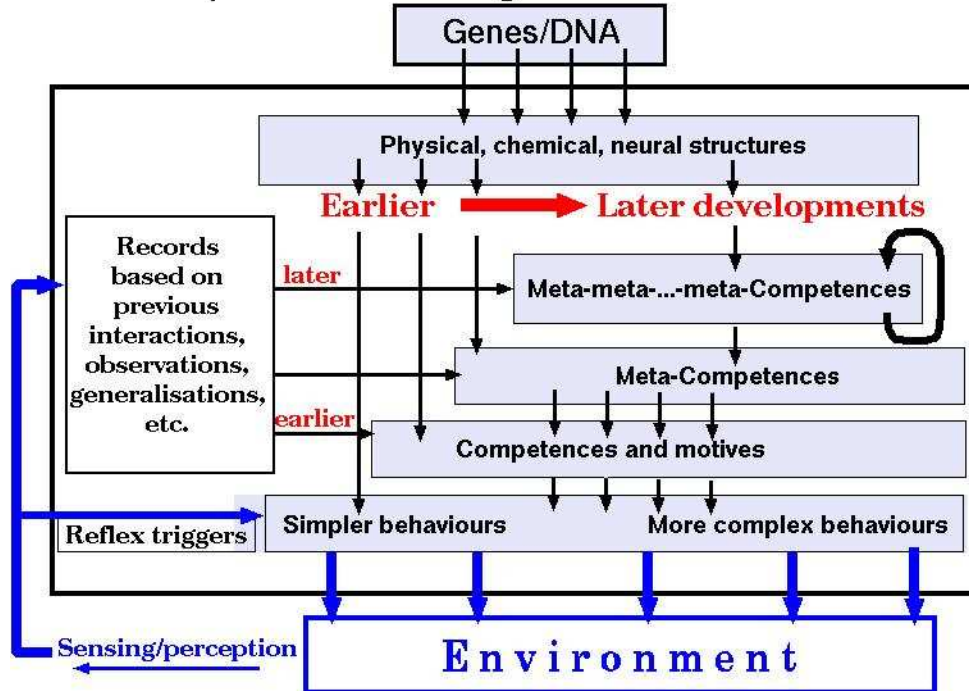 Genes/DNA
Physical, chemical, neural structures
Earlier Later developments
Records
based on
previous
interactions,
observations,
generalisations,
etc.
later
Meta-meta-...-meta-Competences
Meta-Competences
earlier
Competences and motives
Reflex triggers
Simpler behaviours More complex behaviours
Sensing/perception
Environment